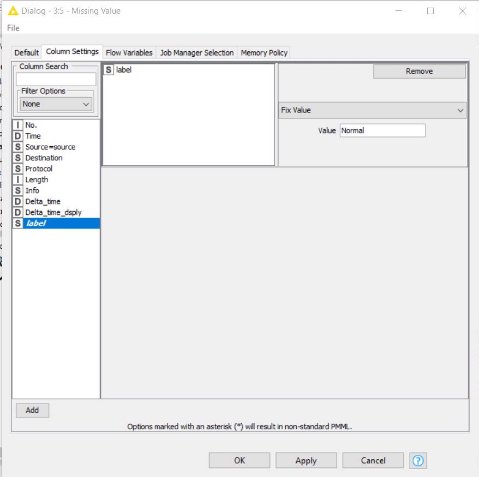 Dialog - 3:5 - Missing Value
File
Default Column Settings Flow Variables Job Manager Selection Memory Policy
Column Search
Filter Options
None
S label
Remove
Fix Value
Value Normal
I No.
D Time
S Source=source
S Destination
S Protocol
I Length
S Info
D Delta_time
D Delta_time_dsply
S label
Add
Options marked with an asterisk (*) will result in non-standard PMML.
OK Apply Cancel ?